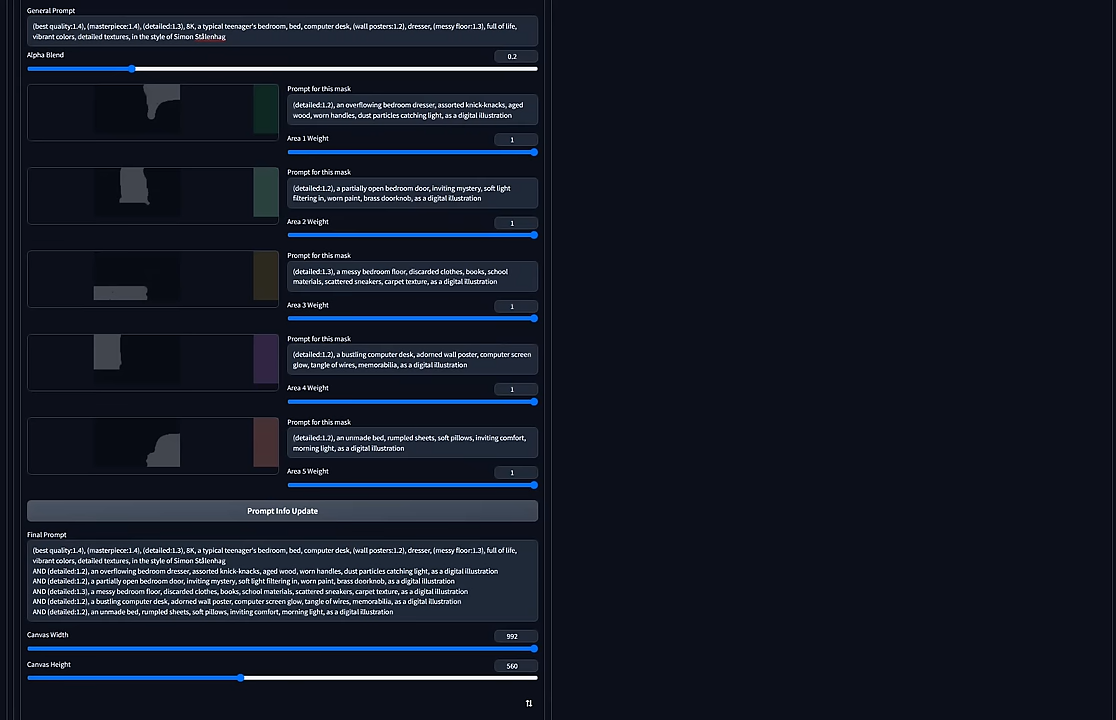 General Prompt
(best quality:1.4), (masterpiece:1.4), (detailed:1.3), 8K, a typical teenager's bedroom, bed, computer desk, (wall posters:1.2), dresser, (messy floor:1.3), full of life,
vibrant colors, detailed textures, in the style of Simon Stålenhag
Alpha Blend
0.2
Prompt for this mask
(detailed:1.2), an overflowing bedroom dresser, assorted knick-knacks, aged
wood, worn handles, dust particles catching light, as a digital illustration
Area 1 Weight
1
Prompt for this mask
(detailed:1.2), a partially open bedroom door, inviting mystery, soft light
filtering in, worn paint, brass doorknob, as a digital illustration
Area 2 Weight
1
Prompt for this mask
(detailed:1.3), a messy bedroom floor, discarded clothes, books, school
materials, scattered sneakers, carpet texture, as a digital illustration
Area 3 Weight
1
Prompt for this mask
(detailed:1.2), a bustling computer desk, adorned wall poster, computer screen
glow, tangle of wires, memorabilia, as a digital illustration
Area 4 Weight
1
Prompt for this mask
(detailed:1.2), an unmade bed, rumpled sheets, soft pillows, inviting comfort,
morning light, as a digital illustration
Area 5 Weight
1
Prompt Info Update
Final Prompt
(best quality:1.4), (masterpiece:1.4), (detailed:1.3), 8K, a typical teenager's bedroom, bed, computer desk, (wall posters:1.2), dresser, (messy floor:1.3), full of life,
vibrant colors, detailed textures, in the style of Simon Stålenhag
AND (detailed:1.2), an overflowing bedroom dresser, assorted knick-knacks, aged wood, worn handles, dust particles catching light, as a digital illustration
AND (detailed:1.2), a partially open bedroom door, inviting mystery, soft light filtering in, worn paint, brass doorknob, as a digital illustration
AND (detailed:1.3), a messy bedroom floor, discarded clothes, books, school materials, scattered sneakers, carpet texture, as a digital illustration
AND (detailed:1.2), a bustling computer desk, adorned wall poster, computer screen glow, tangle of wires, memorabilia, as a digital illustration
AND (detailed:1.2), an unmade bed, rumpled sheets, soft pillows, inviting comfort, morning light, as a digital illustration
Canvas Width
992
Canvas Height
560